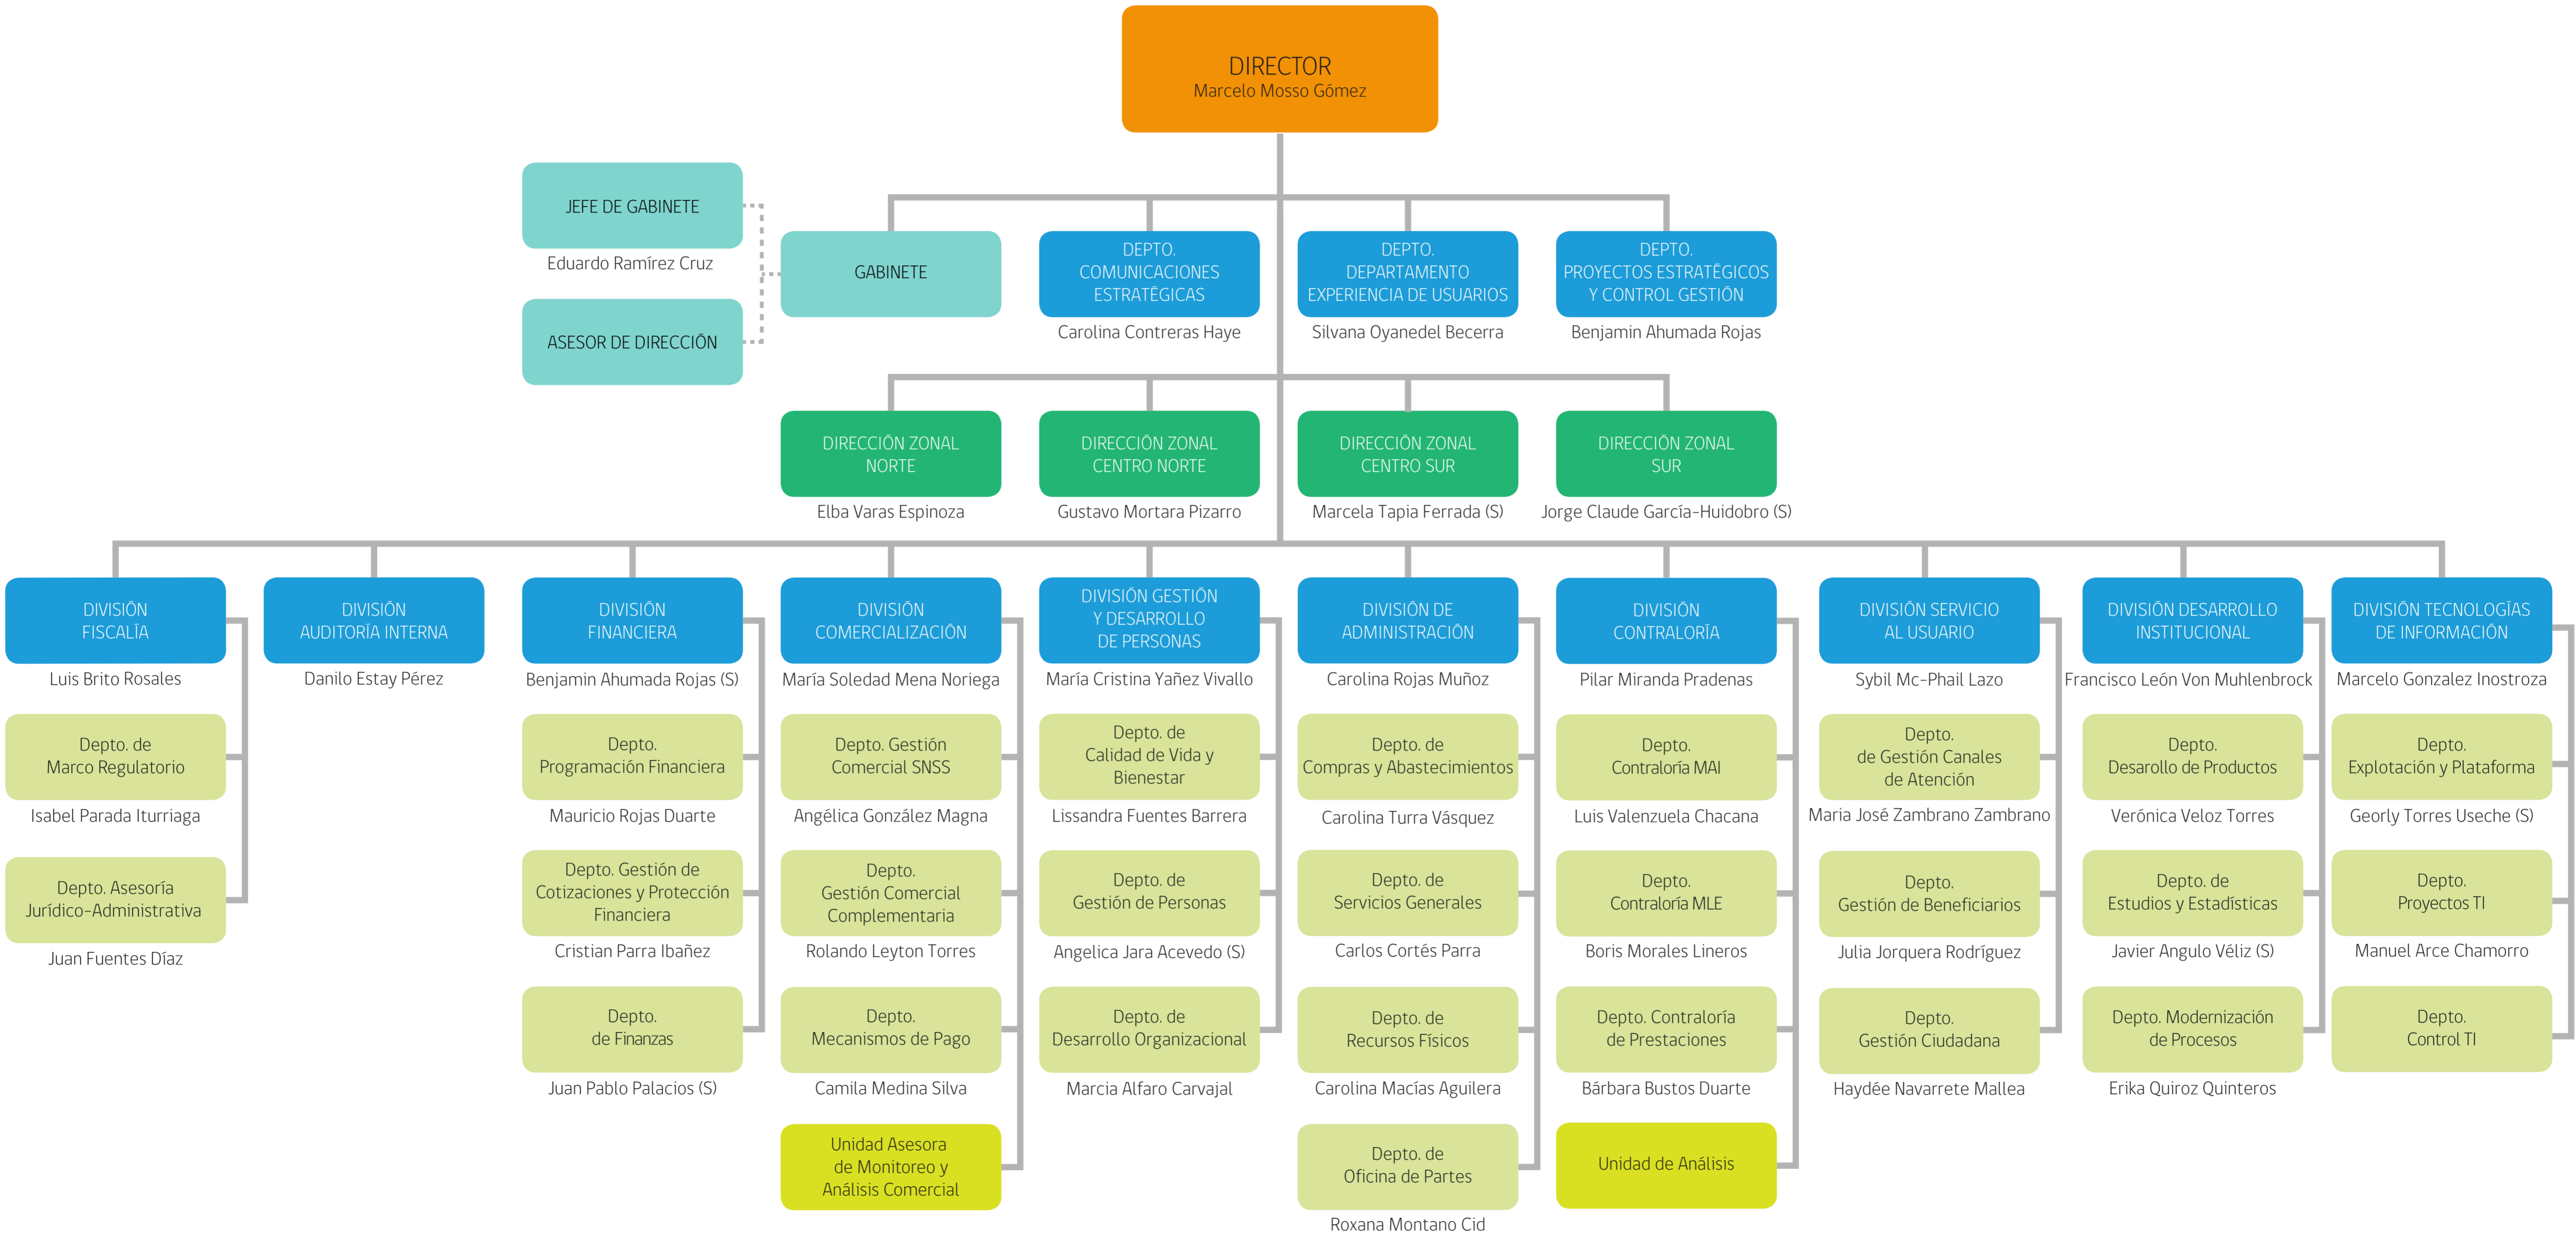 DIRECTOR
Marcelo Mosso Gómez
JEFE DE GABINETE
Eduardo Ramírez Cruz
ASESOR DE DIRECCIÓN
GABINETE
DEPTO.
COMUNICACIONES
ESTRATÉGICAS
Carolina Contreras Haye
DEPTO.
DEPARTAMENTO
EXPERIENCIA DE USUARIOS
Silvana Oyanedel Becerra
DEPTO.
PROYECTOS ESTRATÉGICOS
Y CONTROL GESTIÓN
Benjamin Ahumada Rojas
DIRECCIÓN ZONAL
NORTE
Elba Varas Espinoza
DIRECCIÓN ZONAL
CENTRO NORTE
Gustavo Mortara Pizarro
DIRECCIÓN ZONAL
CENTRO SUR
Marcela Tapia Ferrada (S)
DIRECCIÓN ZONAL
SUR
Jorge Claude García-Huidobro (S)
DIVISIÓN
FISCALÍA
Luis Brito Rosales
Depto. de
Marco Regulatorio
Isabel Parada Iturriaga
Depto. Asesoría
Jurídico-Administrativa
Juan Fuentes Díaz
DIVISIÓN
AUDITORÍA INTERNA
Danilo Estay Pérez
DIVISIÓN
FINANCIERA
Benjamin Ahumada Rojas (S)
Depto.
Programación Financiera
Mauricio Rojas Duarte
Depto. Gestión de
Cotizaciones y Protección
Financiera
Cristian Parra Ibañez
Depto.
de Finanzas
Juan Pablo Palacios (S)
DIVISIÓN
COMERCIALIZACIÓN
María Soledad Mena Noriega
Depto. Gestión
Comercial SNSS
Angélica González Magna
Depto.
Gestión Comercial
Complementaria
Rolando Leyton Torres
Depto.
Mecanismos de Pago
Camila Medina Silva
Unidad Asesora
de Monitoreo y
Análisis Comercial
DIVISIÓN GESTIÓN
Y DESARROLLO
DE PERSONAS
María Cristina Yañez Vivallo
Depto. de
Calidad de Vida y
Bienestar
Lissandra Fuentes Barrera
Depto. de
Gestión de Personas
Angelica Jara Acevedo (S)
Depto. de
Desarrollo Organizacional
Marcia Alfaro Carvajal
DIVISIÓN DE
ADMINISTRACIÓN
Carolina Rojas Muñoz
Depto. de
Compras y Abastecimientos
Carolina Turra Vásquez
Depto. de
Servicios Generales
Carlos Cortés Parra
Depto. de
Recursos Físicos
Carolina Macías Aguilera
Depto. de
Oficina de Partes
Roxana Montano Cid
DIVISIÓN
CONTRALORÍA
Pilar Miranda Pradenas
Depto.
Contraloría MAI
Luis Valenzuela Chacana
Depto.
Contraloría MLE
Boris Morales Lineros
Depto. Contraloría
de Prestaciones
Bárbara Bustos Duarte
Unidad de Análisis
DIVISIÓN SERVICIO
AL USUARIO
Sybil Mc-Phail Lazo
Depto.
de Gestión Canales
de Atención
Maria José Zambrano Zambrano
Depto.
Gestión de Beneficiarios
Julia Jorquera Rodríguez
Depto.
Gestión Ciudadana
Haydée Navarrete Mallea
DIVISIÓN DESARROLLO
INSTITUCIONAL
Francisco León Von Muhlenbrock
Depto.
Desarollo de Productos
Verónica Veloz Torres
Depto. de
Estudios y Estadísticas
Javier Angulo Véliz (S)
Depto. Modernización
de Procesos
Erika Quiroz Quinteros
DIVISIÓN TECNOLOGÍAS
DE INFORMACIÓN
Marcelo Gonzalez Inostroza
Depto.
Explotación y Plataforma
Georly Torres Useche (S)
Depto.
Proyectos TI
Manuel Arce Chamorro
Depto.
Control TI